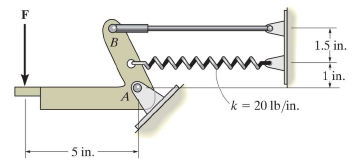 F
B
1.5 in.
1 in.
A
k = 20 lb/in.
5 in.